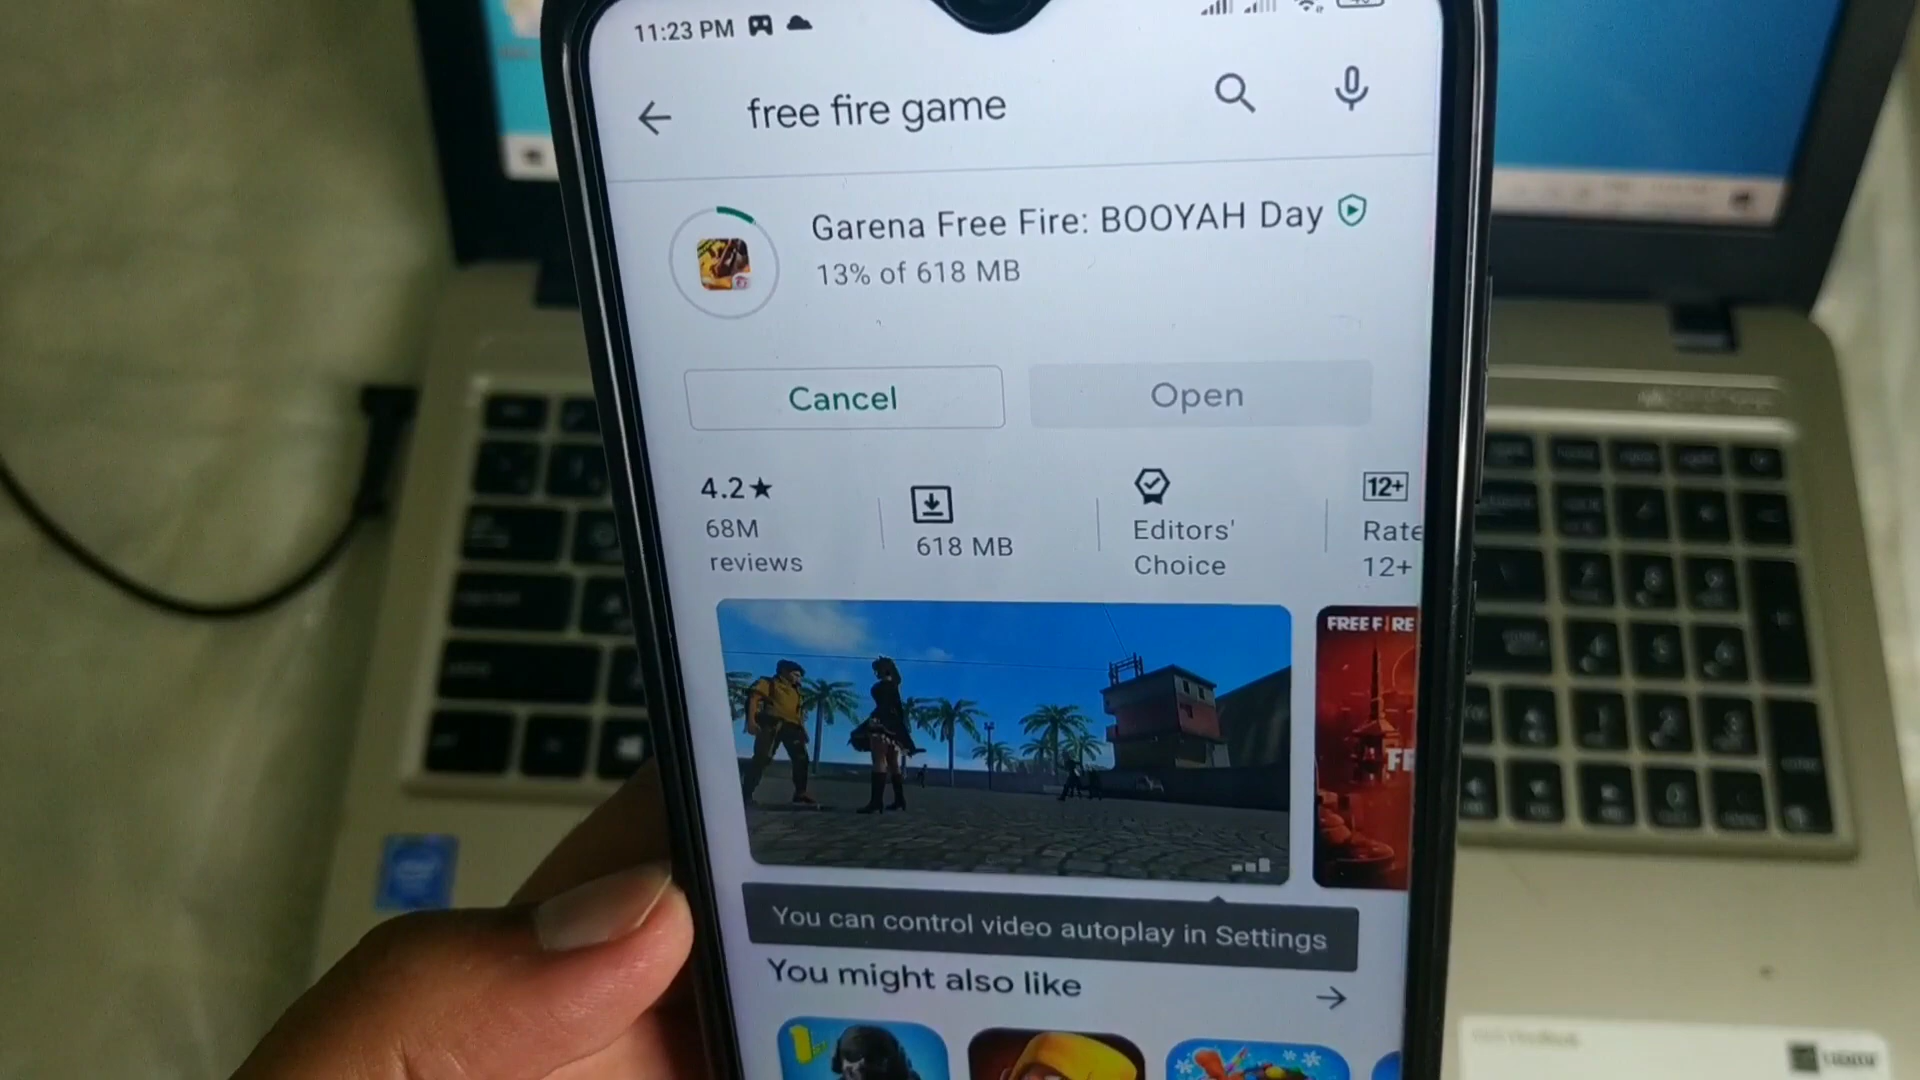 11:23 PM
free fire game
Garena Free Fire: BOOYAH Day
13% of 618 MB
Cancel
Open
4.2★
68M
reviews
618 MB
Editors'
Choice
12+
Rate
12+
FREE FIRE
You can control video autoplay in Settings
You might also like